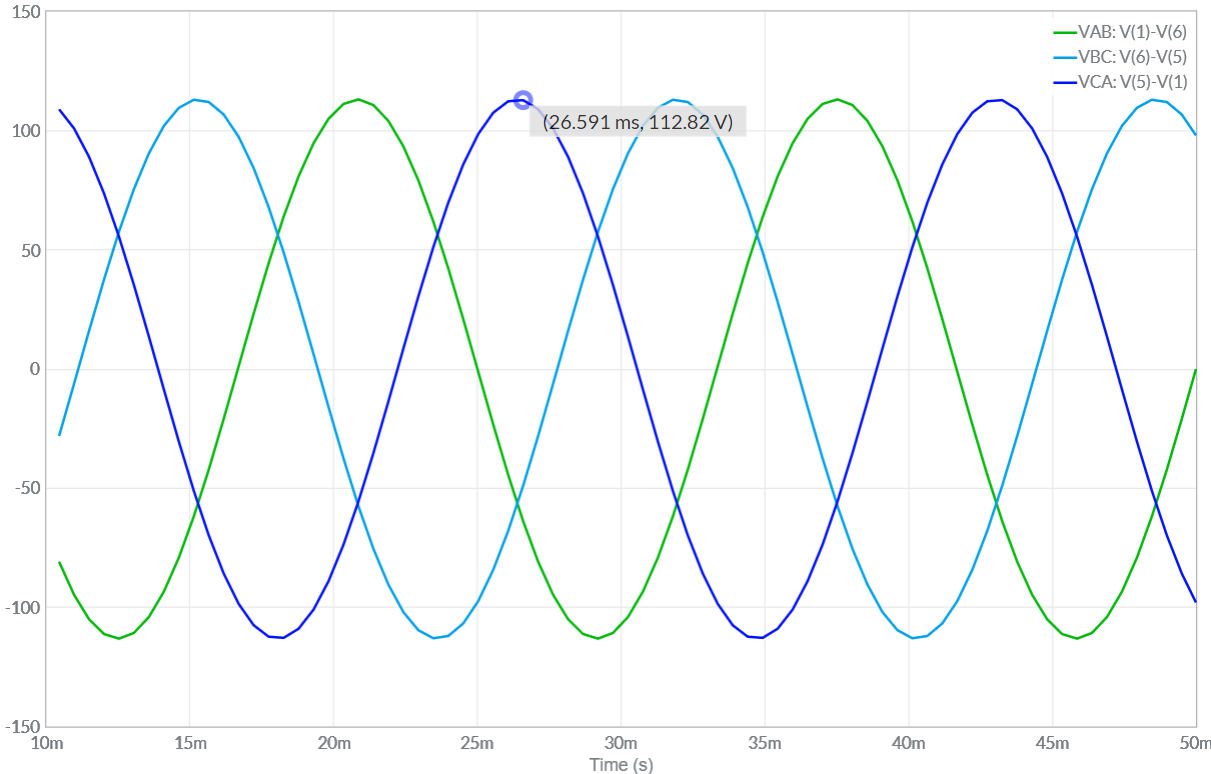 150
VAB: V(1)-V(6)
VBC: V(6)-V(5)
VCA: V(5)-V(1)
(26.591 ms, 112.82 V)
100
50
0
-50
-100
-150
10m 15m 20m 25m 30m 35m 40m 45m 50m
Time (s)